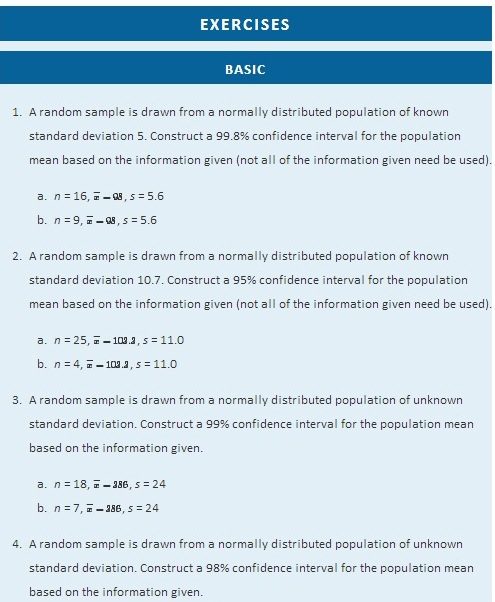 EXERCISES
BASIC
1. A random sample is drawn from a normally distributed population of known
standard deviation 5. Construct a 99.8% confidence interval for the population
mean based on the information given (not all of the information given need be used).
a. n = 16, x̅ = 98, s = 5.6
b. n = 9, x̅ = 98, s = 5.6
2. A random sample is drawn from a normally distributed population of known
standard deviation 10.7. Construct a 95% confidence interval for the population
mean based on the information given (not all of the information given need be used).
a. n = 25, x̅ = 103.3, s = 11.0
b. n = 4, x̅ = 103.3, s = 11.0
3. A random sample is drawn from a normally distributed population of unknown
standard deviation. Construct a 99% confidence interval for the population mean
based on the information given.
a. n = 18, x̅ = 386, s = 24
b. n = 7, x̅ = 386, s = 24
4. A random sample is drawn from a normally distributed population of unknown
standard deviation. Construct a 98% confidence interval for the population mean
based on the information given.